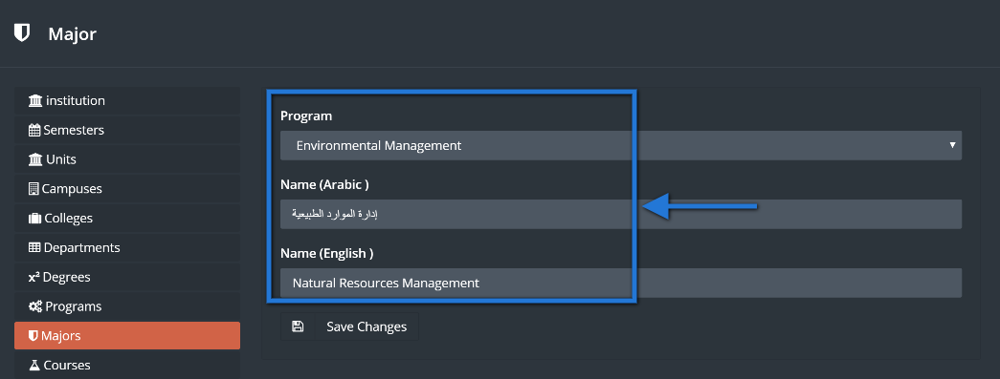 Major
institution
Semesters
Units
Campuses
Colleges
Departments
x² Degrees
Programs
Majors
Courses
Program
Environmental Management
Name (Arabic )
إدارة الموارد الطبيعية
Name (English )
Natural Resources Management
Save Changes